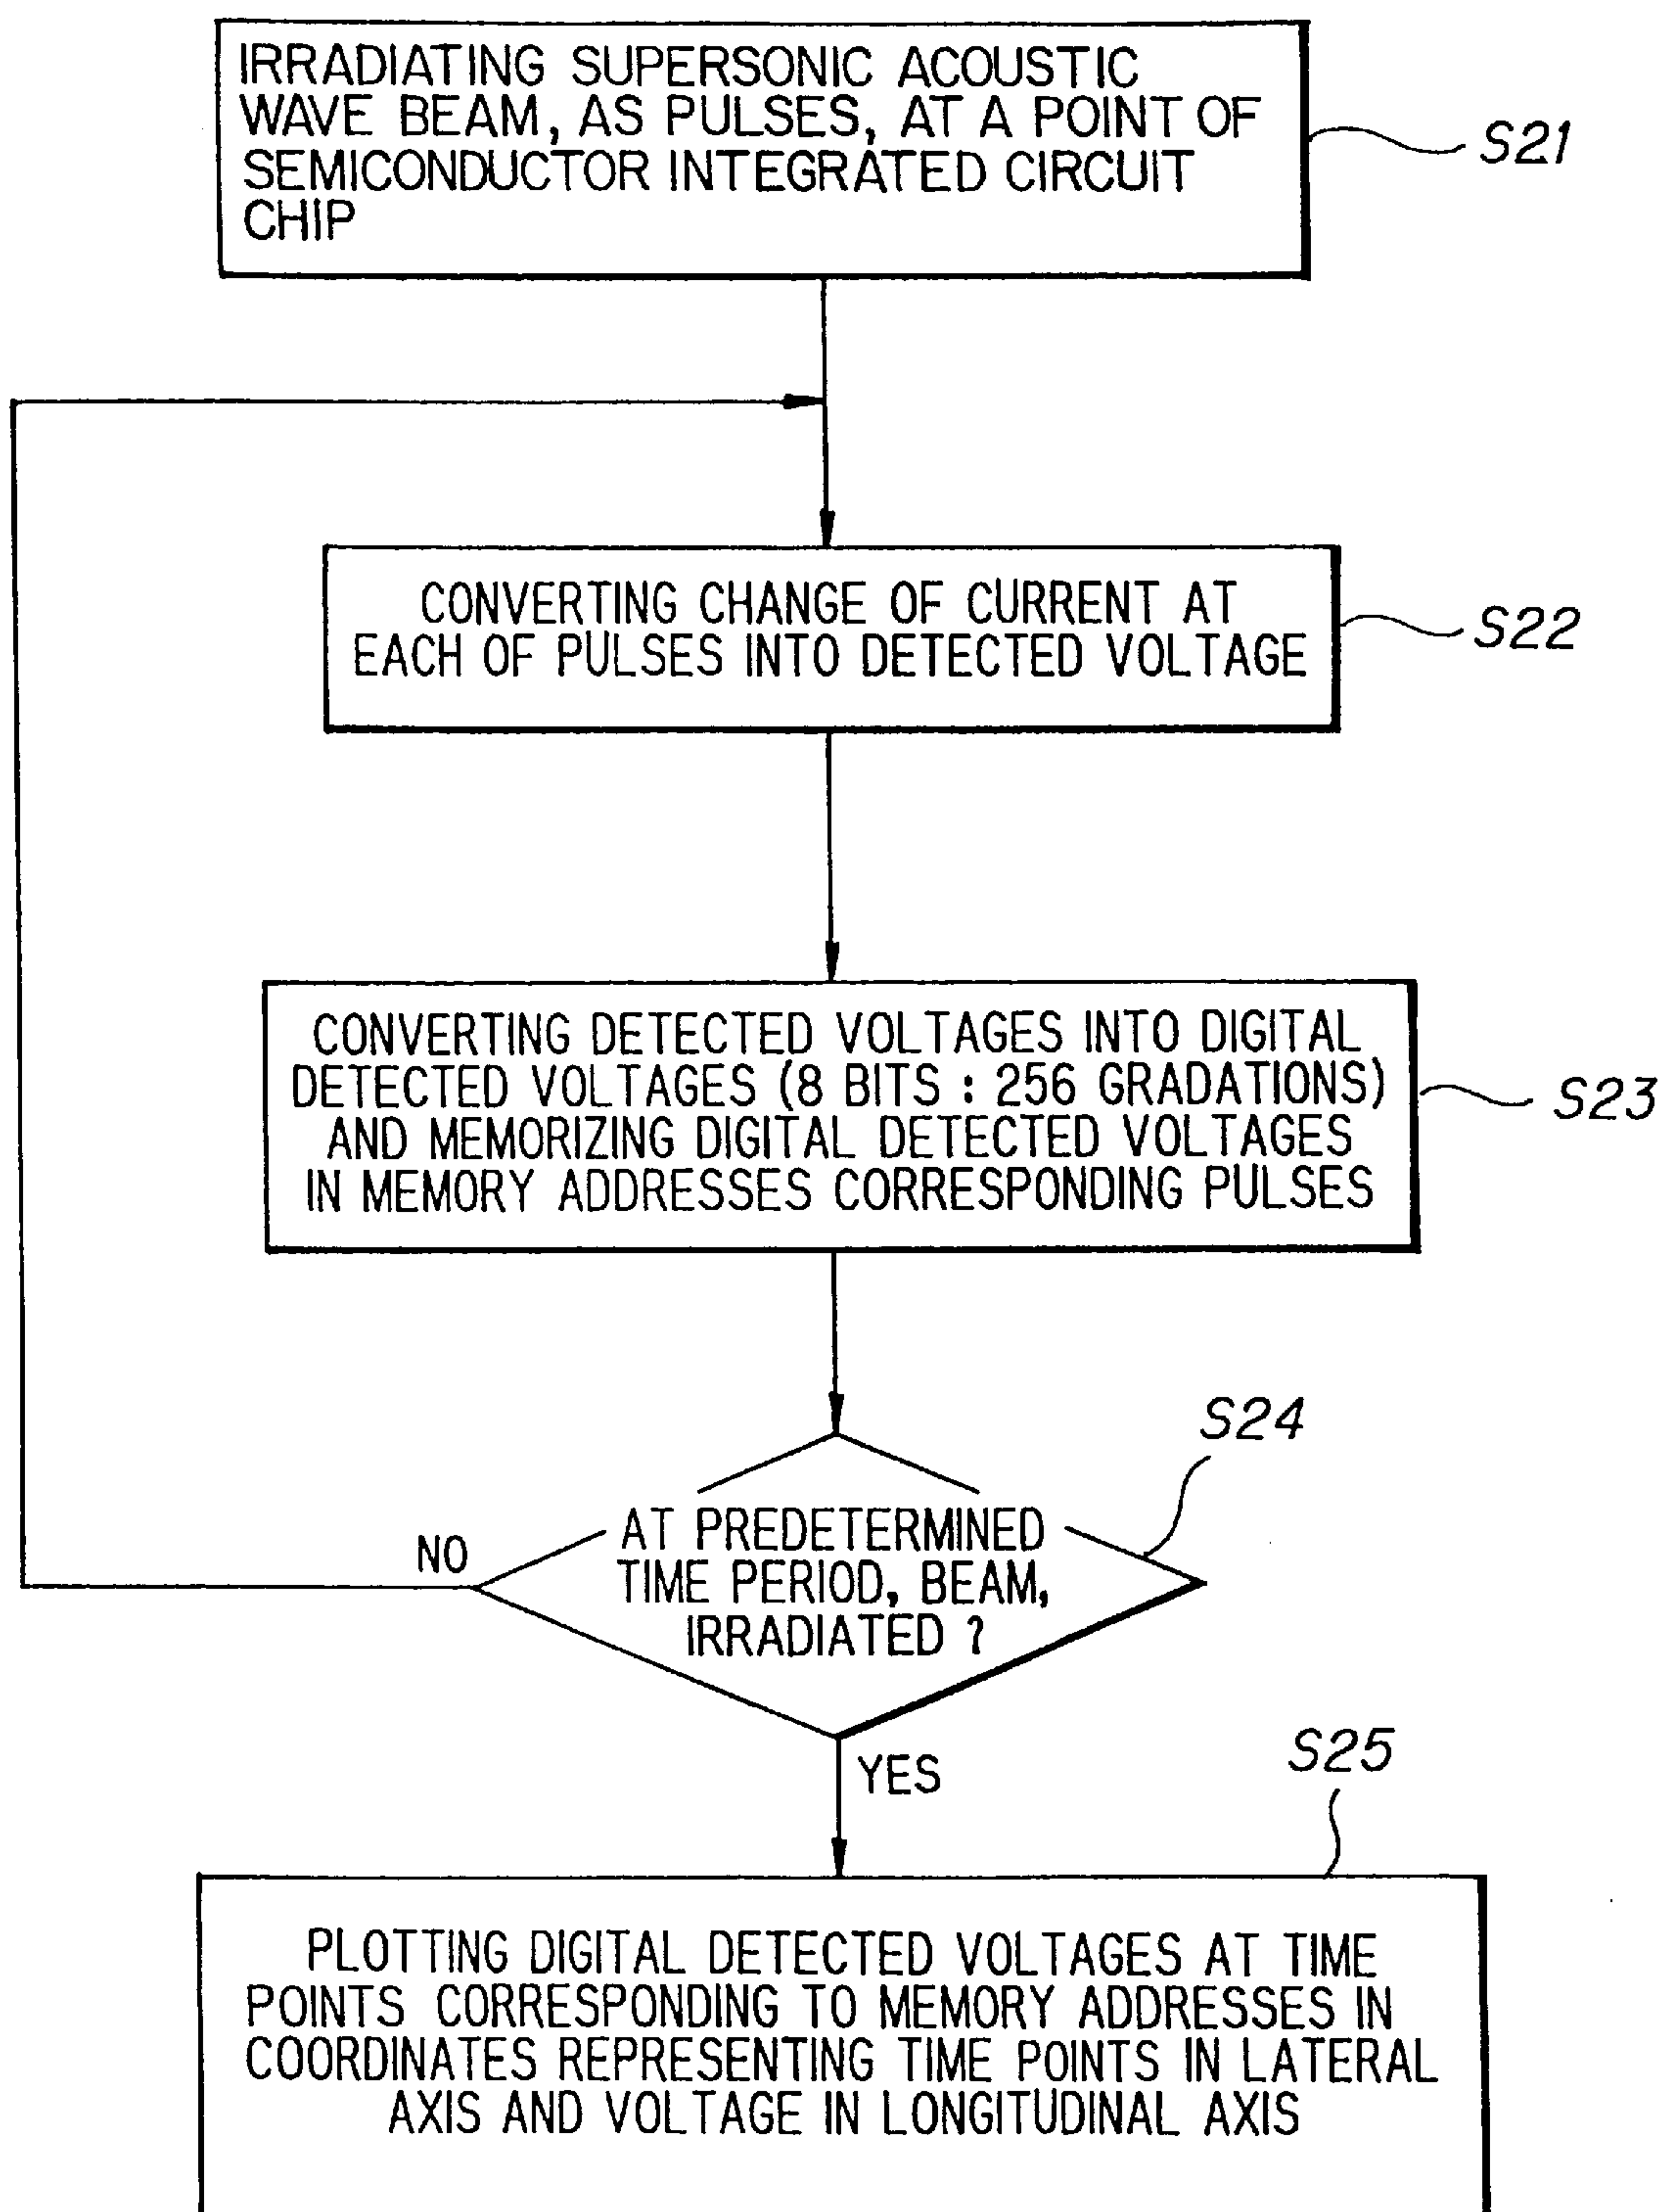 IRRADIATING SUPERSONIC ACOUSTIC
WAVE BEAM, AS PULSES, AT A POINT OF
SEMICONDUCTOR INTEGRATED CIRCUIT
CHIP
S21
CONVERTING CHANGE OF CURRENT AT
EACH OF PULSES INTO DETECTED VOLTAGE
S22
CONVERTING DETECTED VOLTAGES INTO DIGITAL
DETECTED VOLTAGES (8 BITS : 256 GRADATIONS)
AND MEMORIZING DIGITAL DETECTED VOLTAGES
IN MEMORY ADDRESSES CORRESPONDING PULSES
S23
S24
AT PREDETERMINED
TIME PERIOD, BEAM,
IRRADIATED ?
NO
YES
S25
PLOTTING DIGITAL DETECTED VOLTAGES AT TIME
POINTS CORRESPONDING TO MEMORY ADDRESSES IN
COORDINATES REPRESENTING TIME POINTS IN LATERAL
AXIS AND VOLTAGE IN LONGITUDINAL AXIS